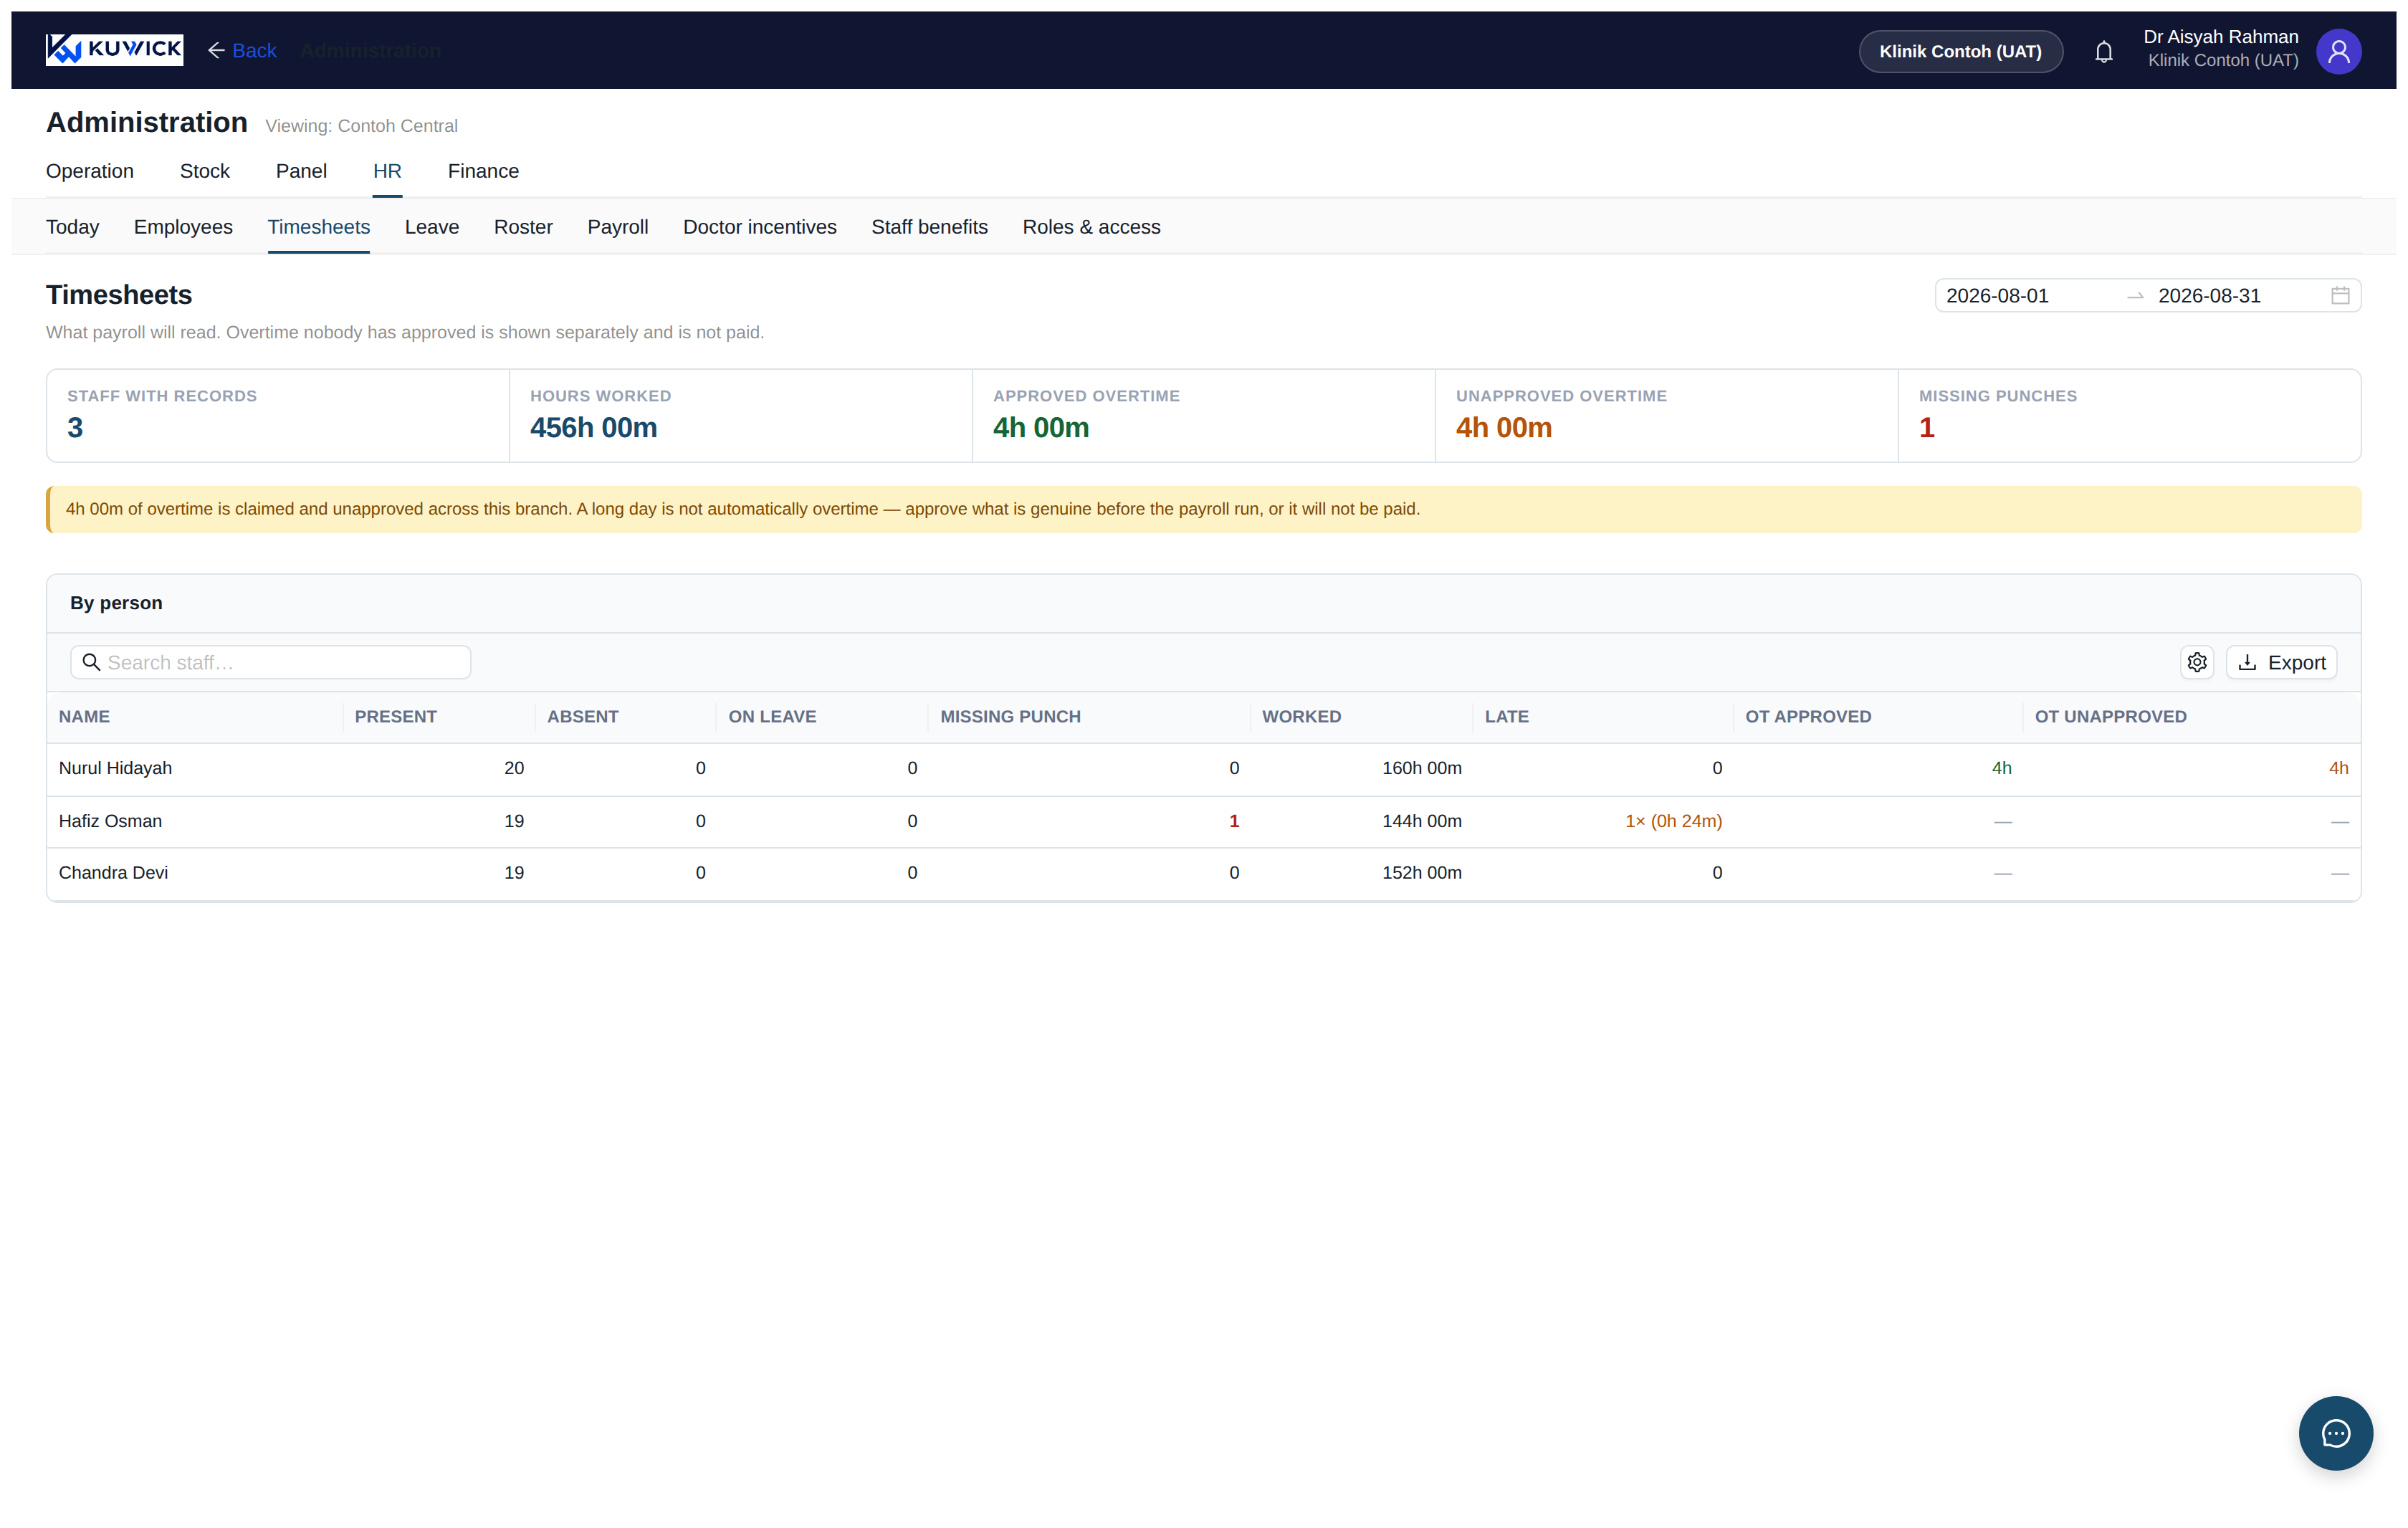 KUWICK
Back
Administration
Klinik Contoh (UAT)
Dr Aisyah Rahman
Klinik Contoh (UAT)
Administration
Viewing: Contoh Central
Operation Stock Panel HR Finance
Today Employees Timesheets Leave Roster Payroll Doctor incentives Staff benefits Roles & access
Timesheets
2026-08-01 2026-08-31
What payroll will read. Overtime nobody has approved is shown separately and is not paid.
STAFF WITH RECORDS HOURS WORKED APPROVED OVERTIME UNAPPROVED OVERTIME MISSING PUNCHES
3 456h 00m 4h 00m 4h 00m 1
4h 00m of overtime is claimed and unapproved across this branch. A long day is not automatically overtime — approve what is genuine before the payroll run, or it will not be paid.
By person
Search staff…
Export
NAME PRESENT ABSENT ON LEAVE MISSING PUNCH WORKED LATE OT APPROVED OT UNAPPROVED
Nurul Hidayah 20 0 0 0 160h 00m 0 4h 4h
Hafiz Osman 19 0 0 1 144h 00m 1× (0h 24m) — —
Chandra Devi 19 0 0 0 152h 00m 0 — —